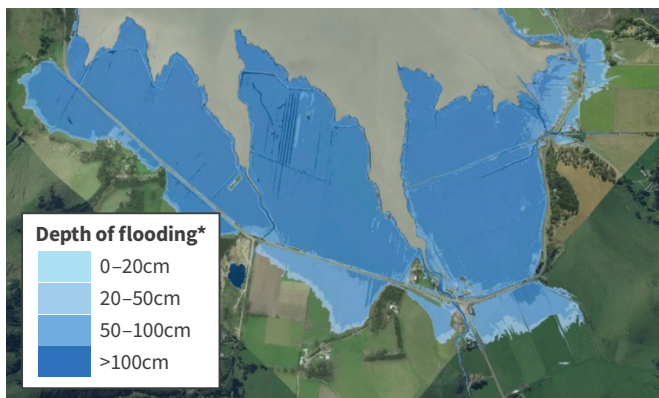 Depth of flooding*
0–20cm
20–50cm
50–100cm
>100cm